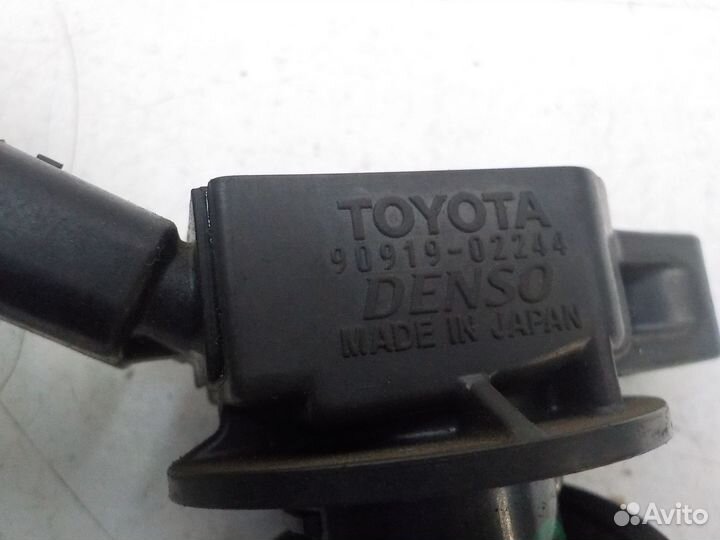 TOYOTA
90919-02244
DENSO
MADE IN JAPAN
Avito